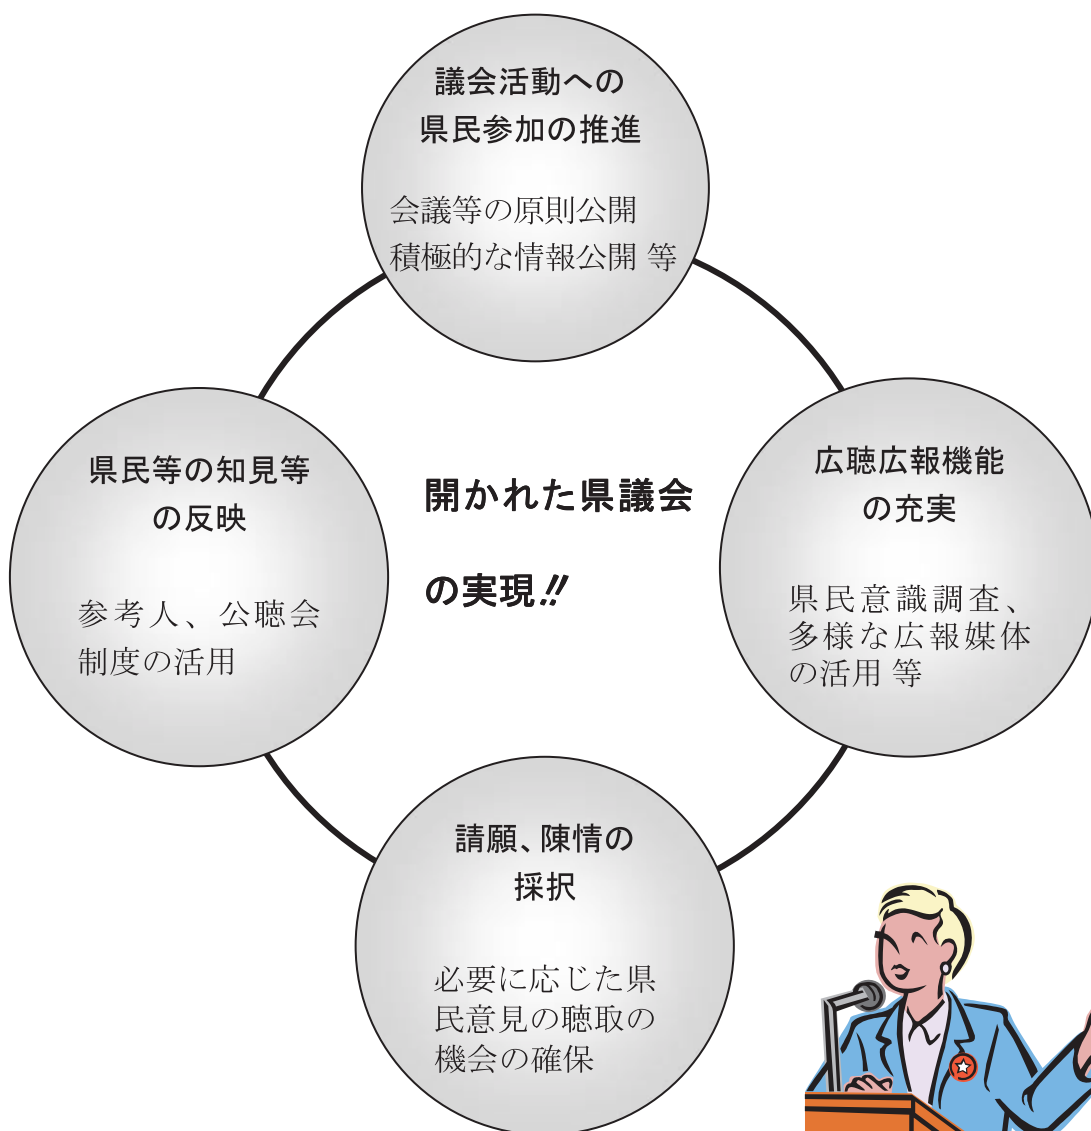 議会活動への
県民参加の推進
会議等の原則公開
積極的な情報公開 等
県民等の知見等
の反映
参考人、公聴会
制度の活用
開かれた県議会
の実現!!
広聴広報機能
の充実
県民意識調査、
多様な広報媒体
の活用 等
請願、陳情の
採択
必要に応じた県
民意見の聴取の
機会の確保